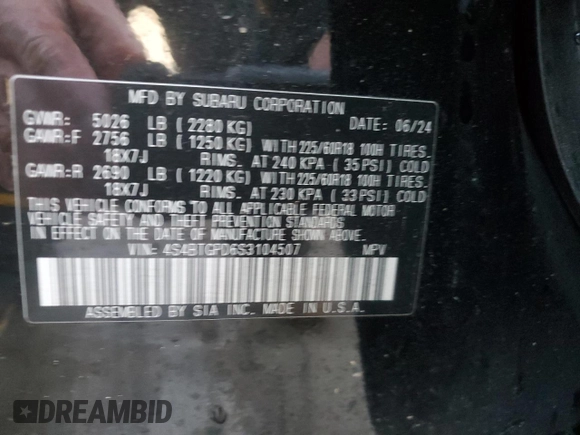 MFD BY SUBARU CORPORATION
GVWR: 5026 LB (2280 KG) DATE: 06/24
GAWR:F 2756 LB (1250 KG) WITH 225/60R18 100H TIRES.
18X7J RIMS. AT 240 KPA (35 PSI) COLD
GAWR:R 2690 LB (1220 KG) WITH 225/60R18 100H TIRES.
18X7J RIMS. AT 230 KPA (33 PSI) COLD
THIS VEHICLE CONFORMS TO ALL APPLICABLE FEDERAL MOTOR
VEHICLE SAFETY AND THEFT PREVENTION STANDARDS
IN EFFECT ON THE DATE OF MANUFACTURE SHOWN ABOVE.
VIN: 4S4BTGPD6S3104507 MPV
ASSEMBLED BY SIA INC. MADE IN U.S.A.
DREAMBID